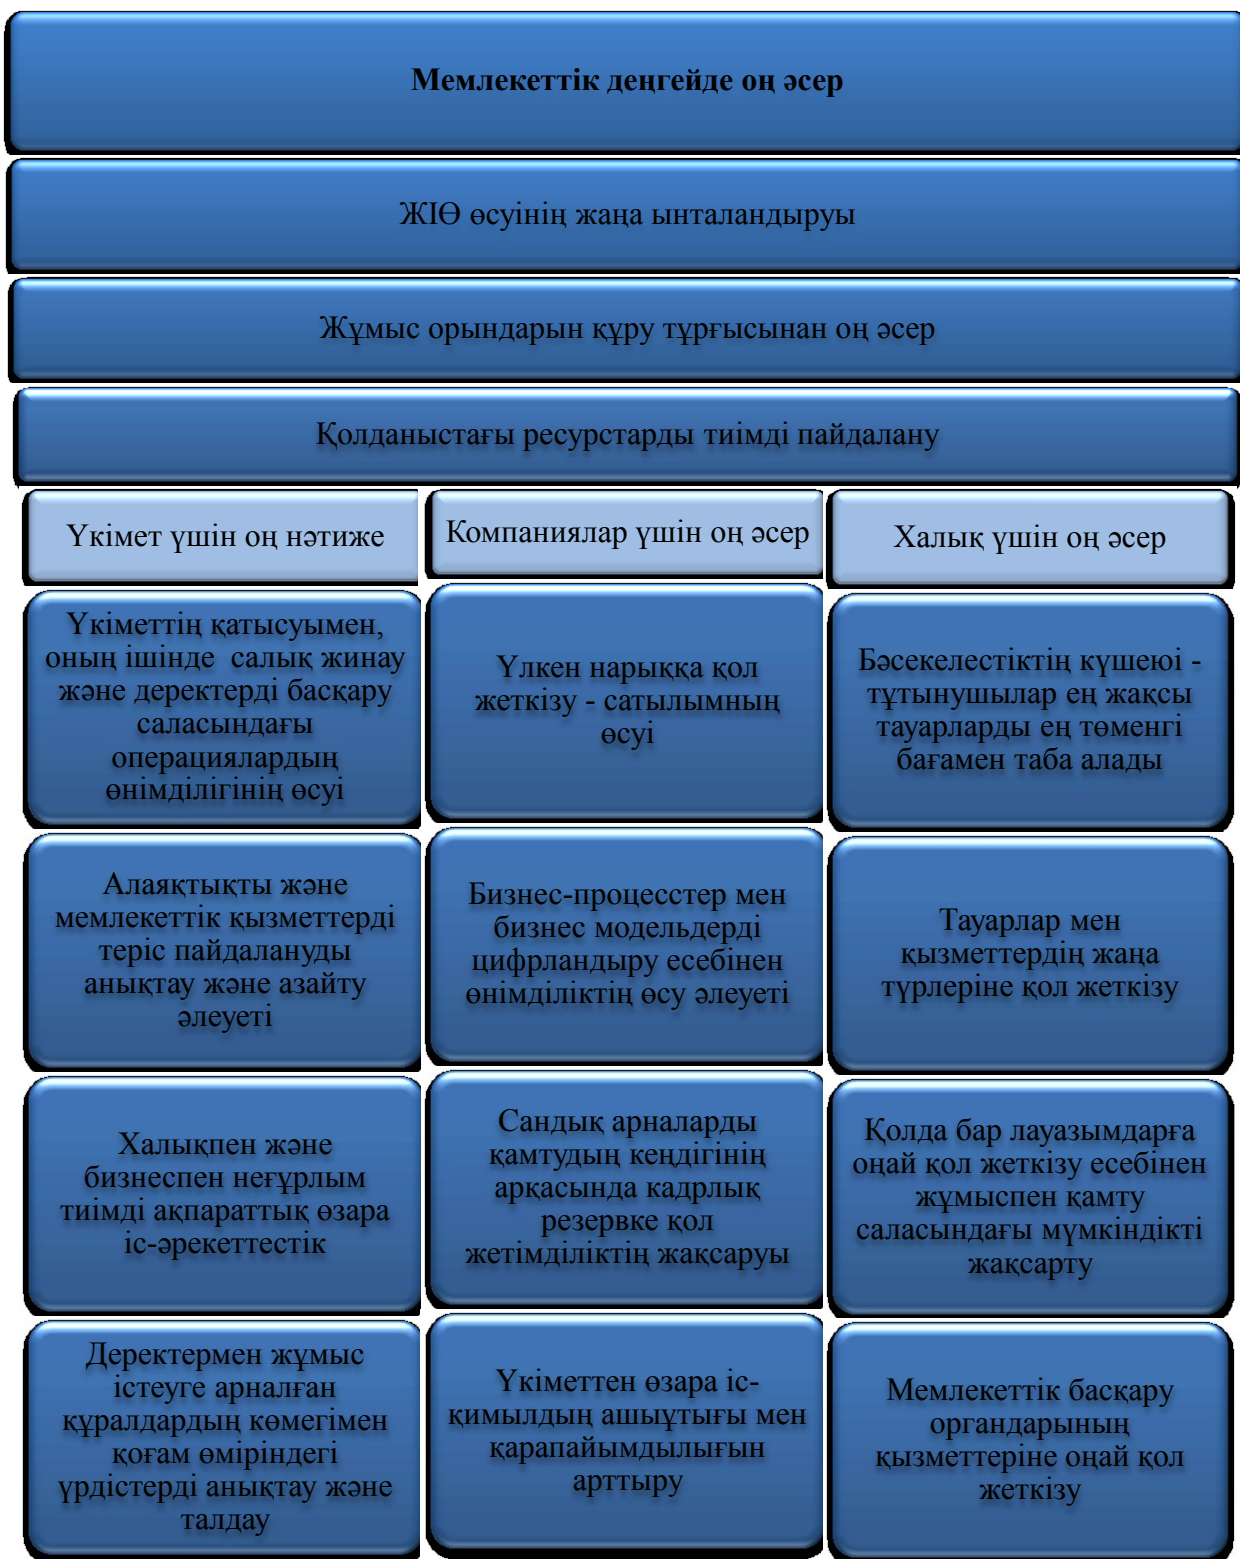 Мемлекеттік деңгейде оң әсер
ЖІӨ өсуінің жаңа ынталандыруы
Жұмыс орындарын құру тұрғысынан оң әсер
Қолданыстағы ресурстарды тиімді пайдалану
Үкімет үшін оң нәтиже
Үкіметтің қатысуымен,
оның ішінде салық жинау
және деректерді басқару
саласындағы
операциялардың
өнімділігінің өсуі
Алаяқтықты және
мемлекеттік қызметтерді
теріс пайдалануды
анықтау және азайту
әлеуеті
Халықпен және
бизнеспен неғұрлым
тиімді ақпараттық өзара
іс-әрекеттестік
Деректермен жұмыс
істеуге арналған
құралдардың көмегімен
қоғам өміріндегі
үрдістерді анықтау және
талдау
Компаниялар үшін оң әсер
Үлкен нарыққа қол
жеткізу - сатылымның
өсуі
Бизнес-процесстер мен
бизнес модельдерді
цифрландыру есебінен
өнімділіктің өсу әлеуеті
Сандық арналарды
қамтудың кеңдігінің
арқасында кадрлық
резервке қол
жетімділіктің жақсаруы
Үкіметтен өзара іс-
қимылдың ашыұтығы мен
қарапайымдылығын
арттыру
Халық үшін оң әсер
Бәсекелестіктің күшеюі -
тұтынушылар ең жақсы
тауарларды ең төменгі
бағамен таба алады
Тауарлар мен
қызметтердің жаңа
түрлеріне қол жеткізу
Қолда бар лауазымдарға
оңай қол жеткізу есебінен
жұмыспен қамту
саласындағы мүмкіндікті
жақсарту
Мемлекеттік басқару
органдарының
қызметтеріне оңай қол
жеткізу